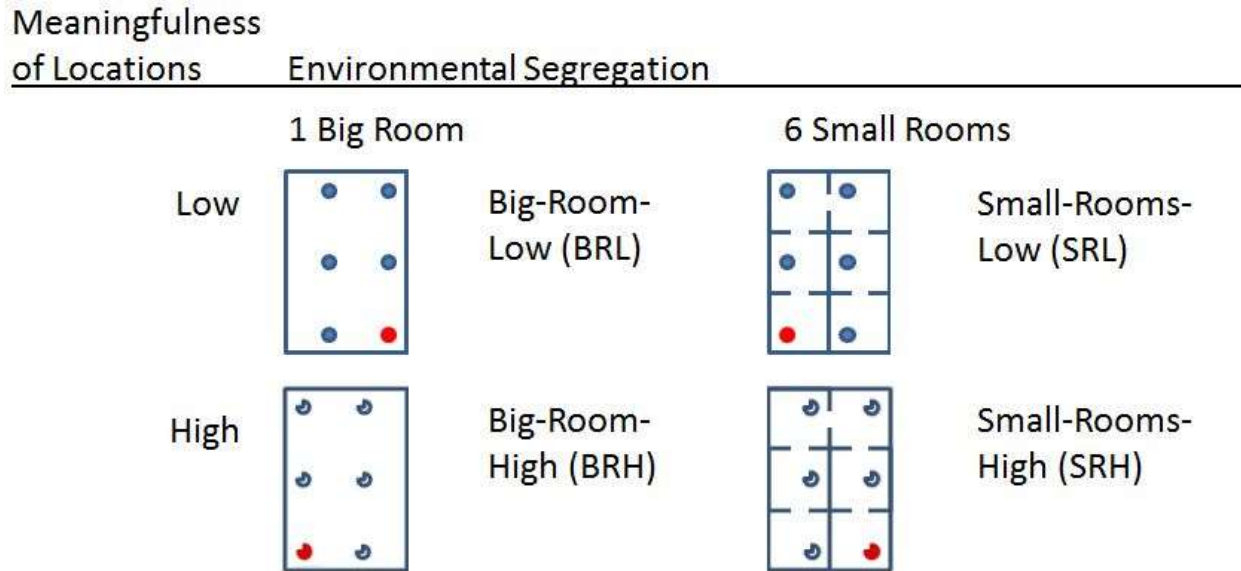 Meaningfulness
of Locations Environmental Segregation
1 Big Room 6 Small Rooms
Low
Big-Room-
Low (BRL)
Small-Rooms-
Low (SRL)
High
Big-Room-
High (BRH)
Small-Rooms-
High (SRH)